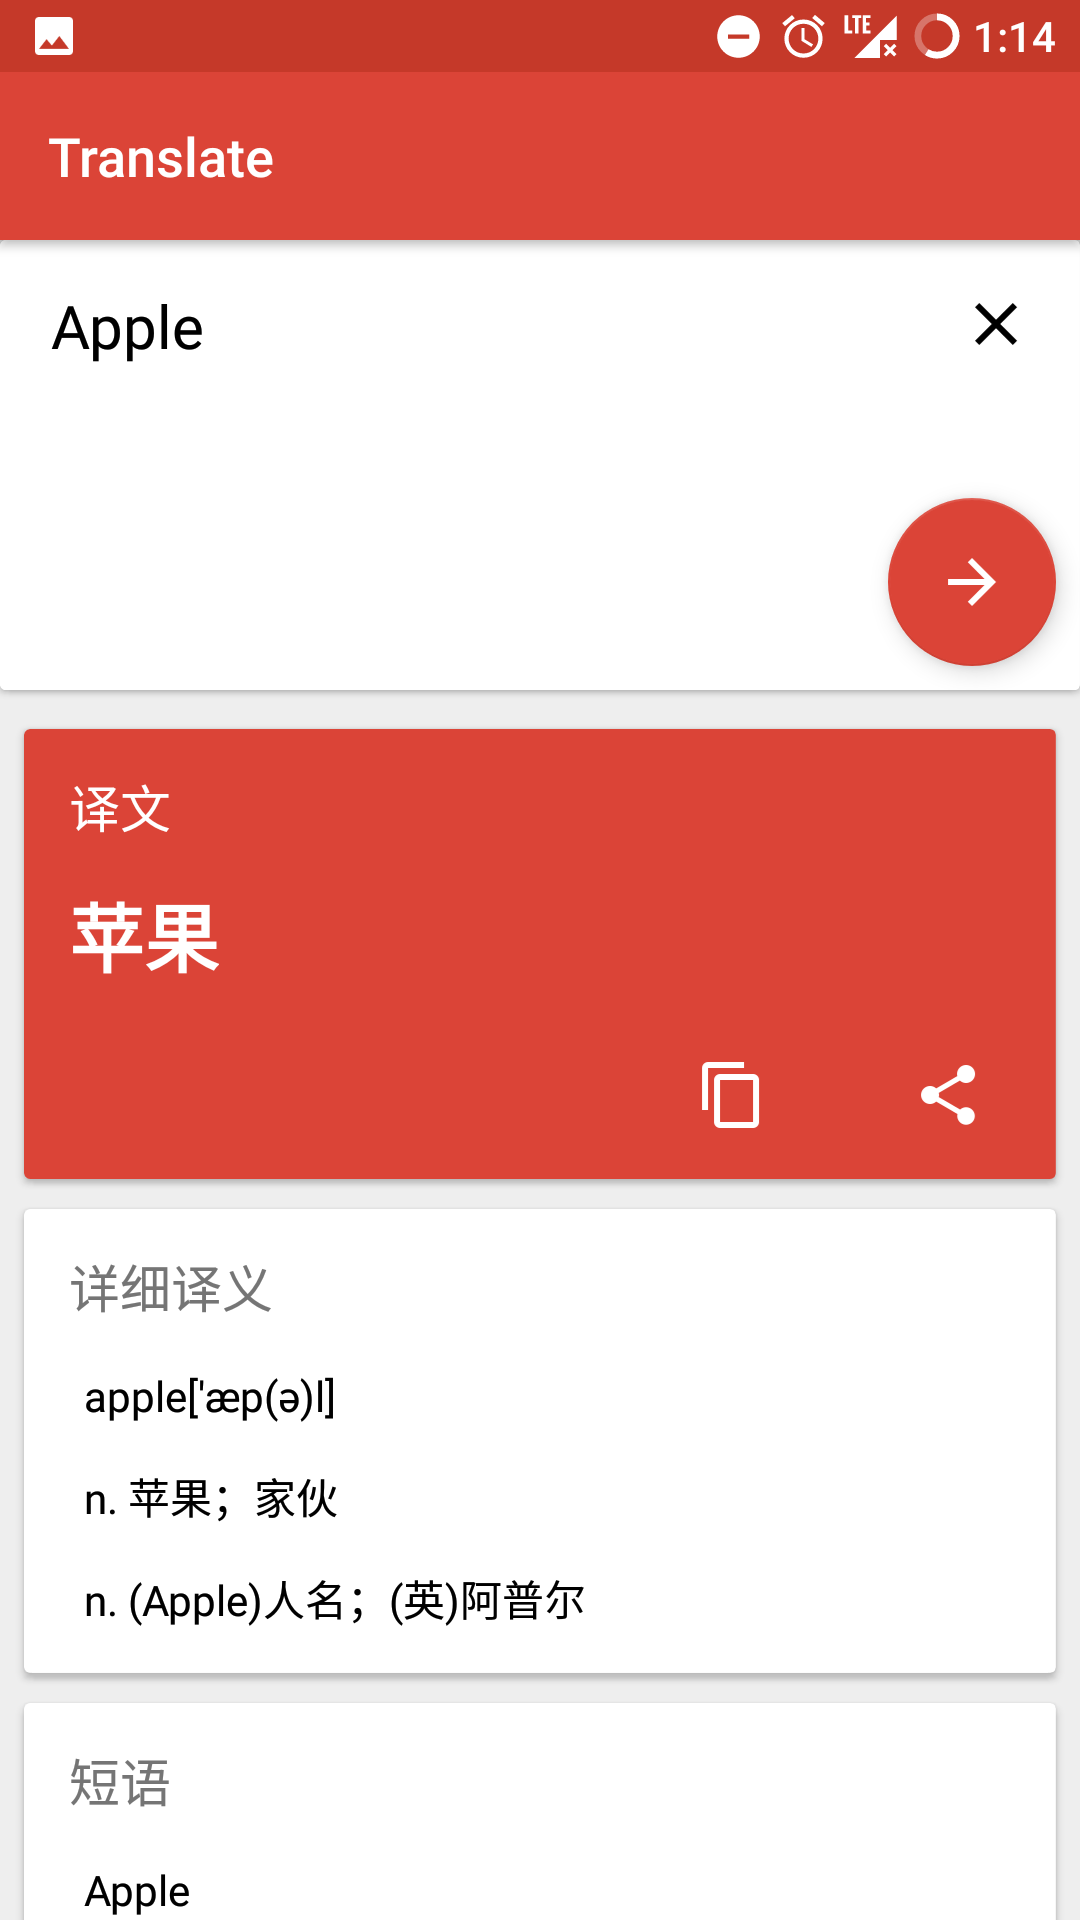 LTE 1:14
Translate
Apple
译文
苹果
详细译义
apple['æp(ə)l]
n. 苹果；家伙
n. (Apple)人名；(英)阿普尔
短语
Apple